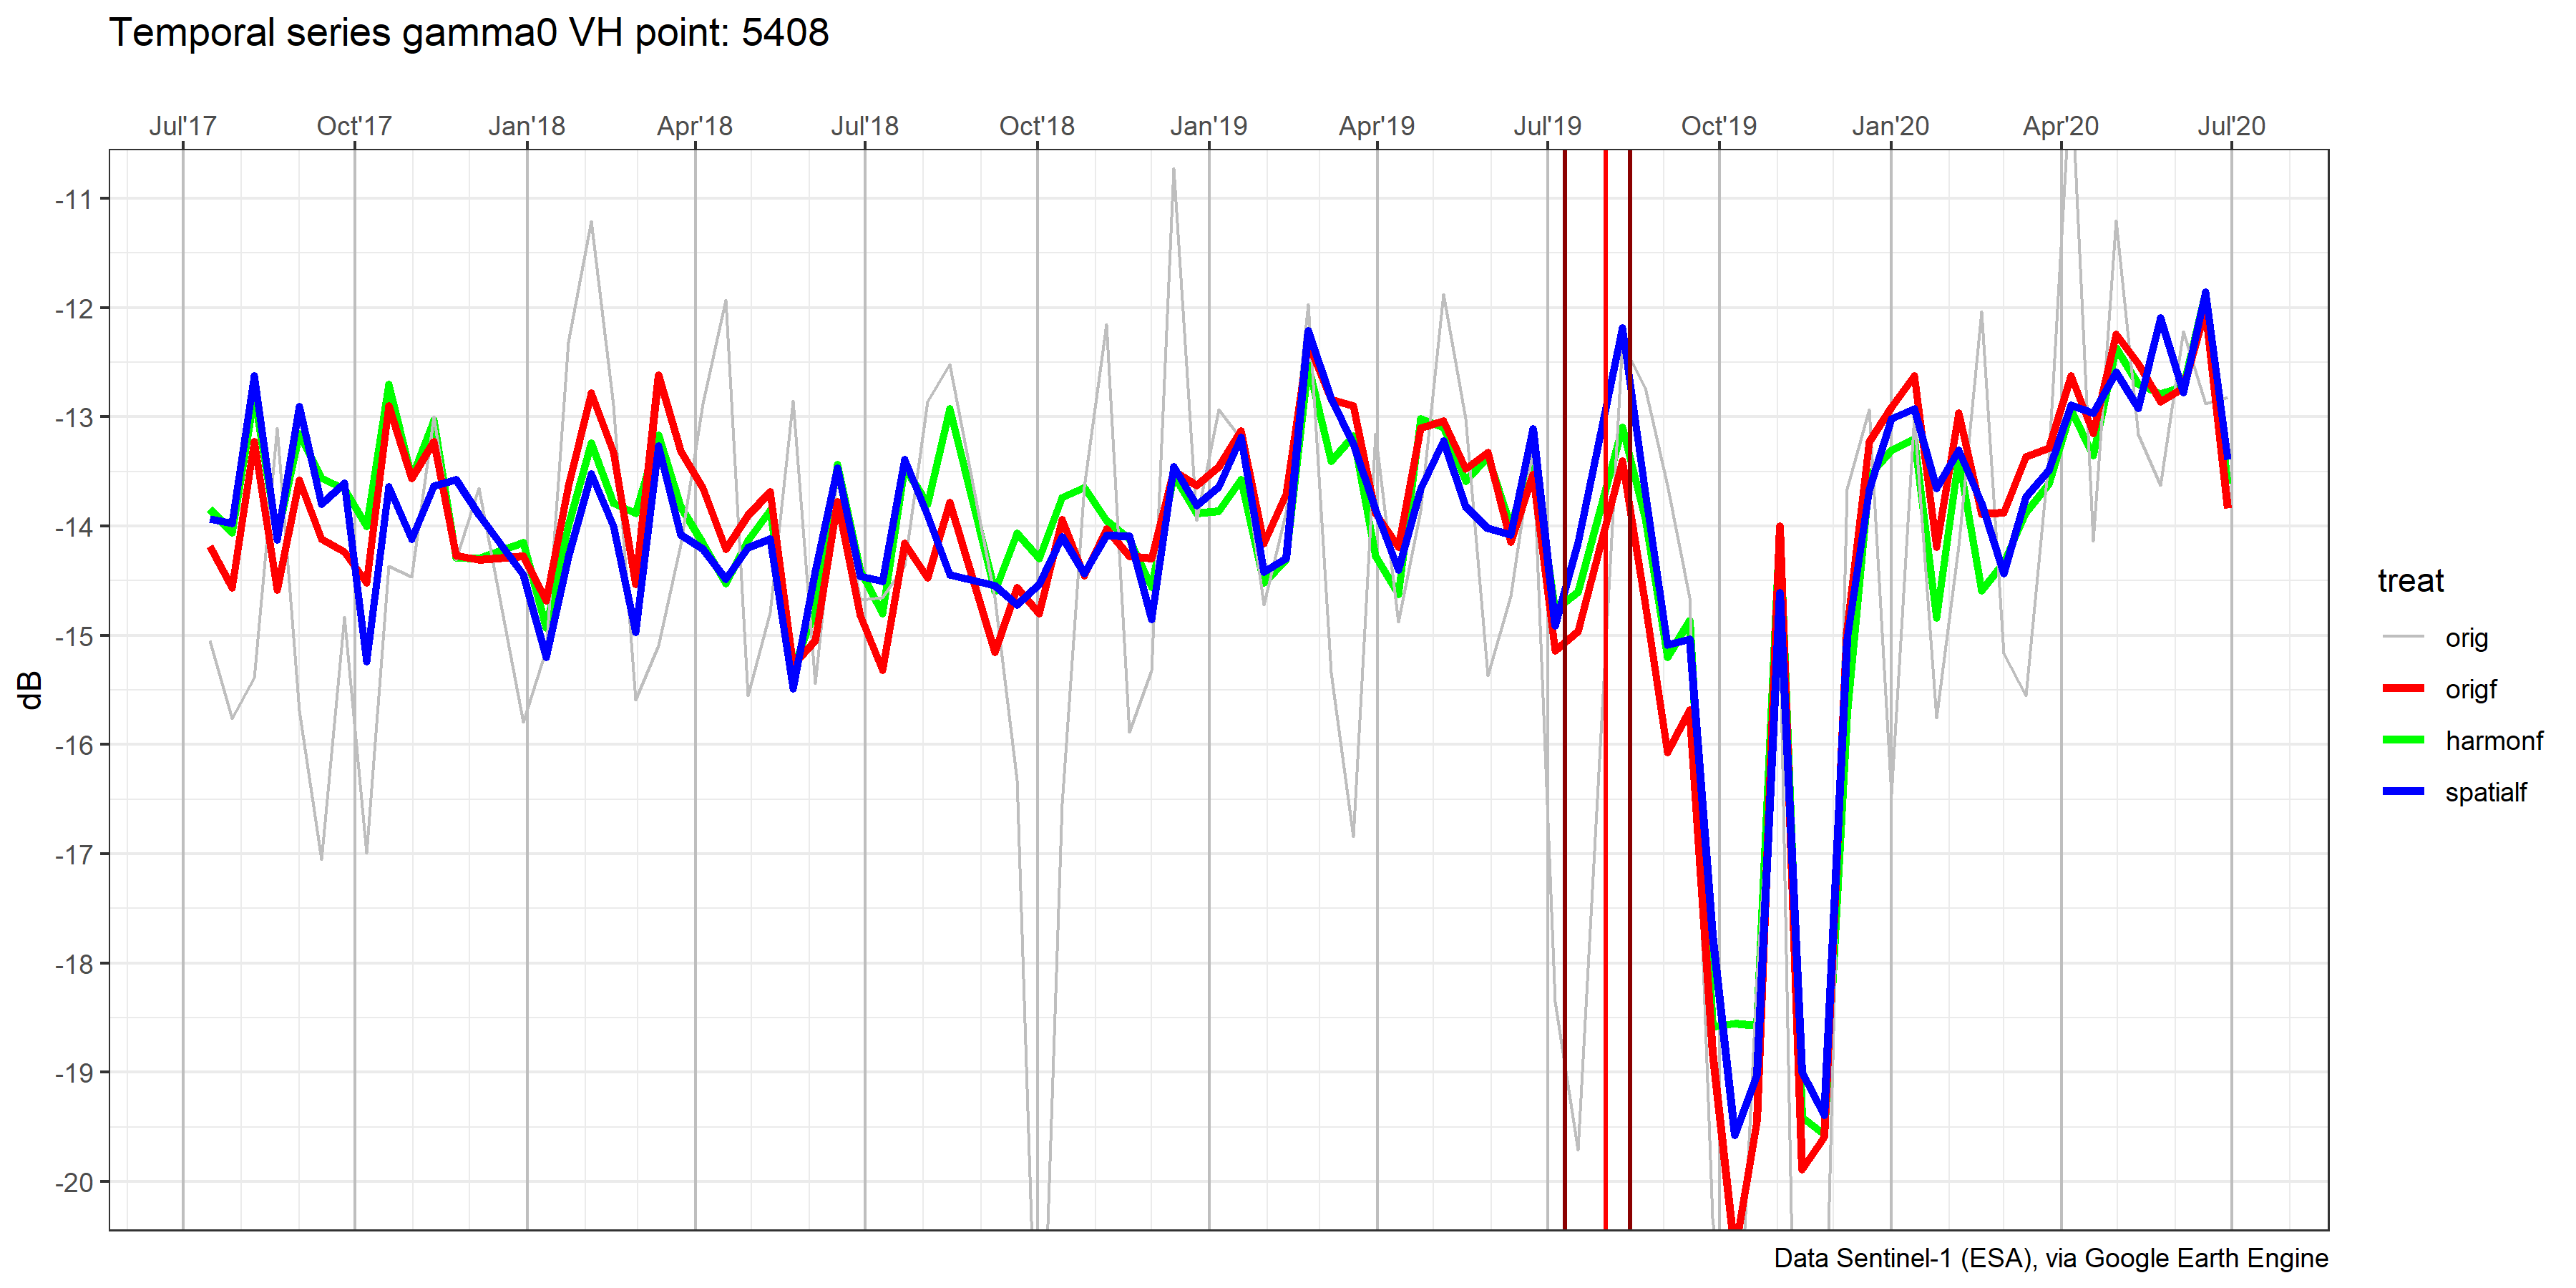 Temporal series gamma0 VH point: 5408
Jul'17 Oct'17 Jan'18 Apr'18 Jul'18 Oct'18 Jan'19 Apr'19 Jul'19 Oct'19 Jan'20 Apr'20 Jul'20
-11
-12
-13
-14
-15
-16
-17
-18
-19
-20
dB
treat
orig
origf
harmonf
spatialf
Data Sentinel-1 (ESA), via Google Earth Engine